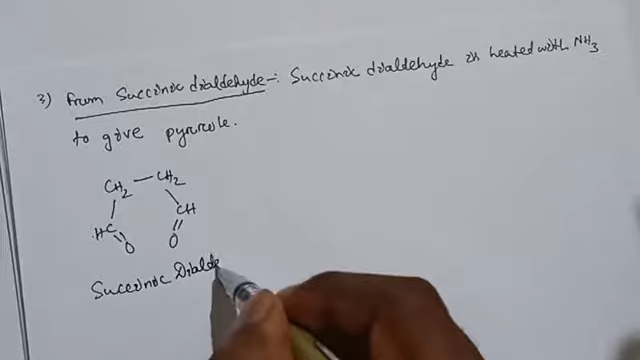 3) From Succinic dialdehyde -: Succinic dialdehyde is heated with NH3
to give pyrrole.
CH2 — CH2
HC CH
O O
Succinic Dialde